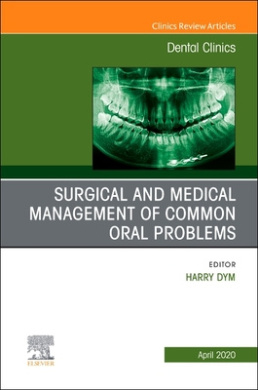 Clinics Review Articles
Dental Clinics
SURGICAL AND MEDICAL
MANAGEMENT OF COMMON
ORAL PROBLEMS
EDITOR
HARRY DYM
ELSEVIER
April 2020